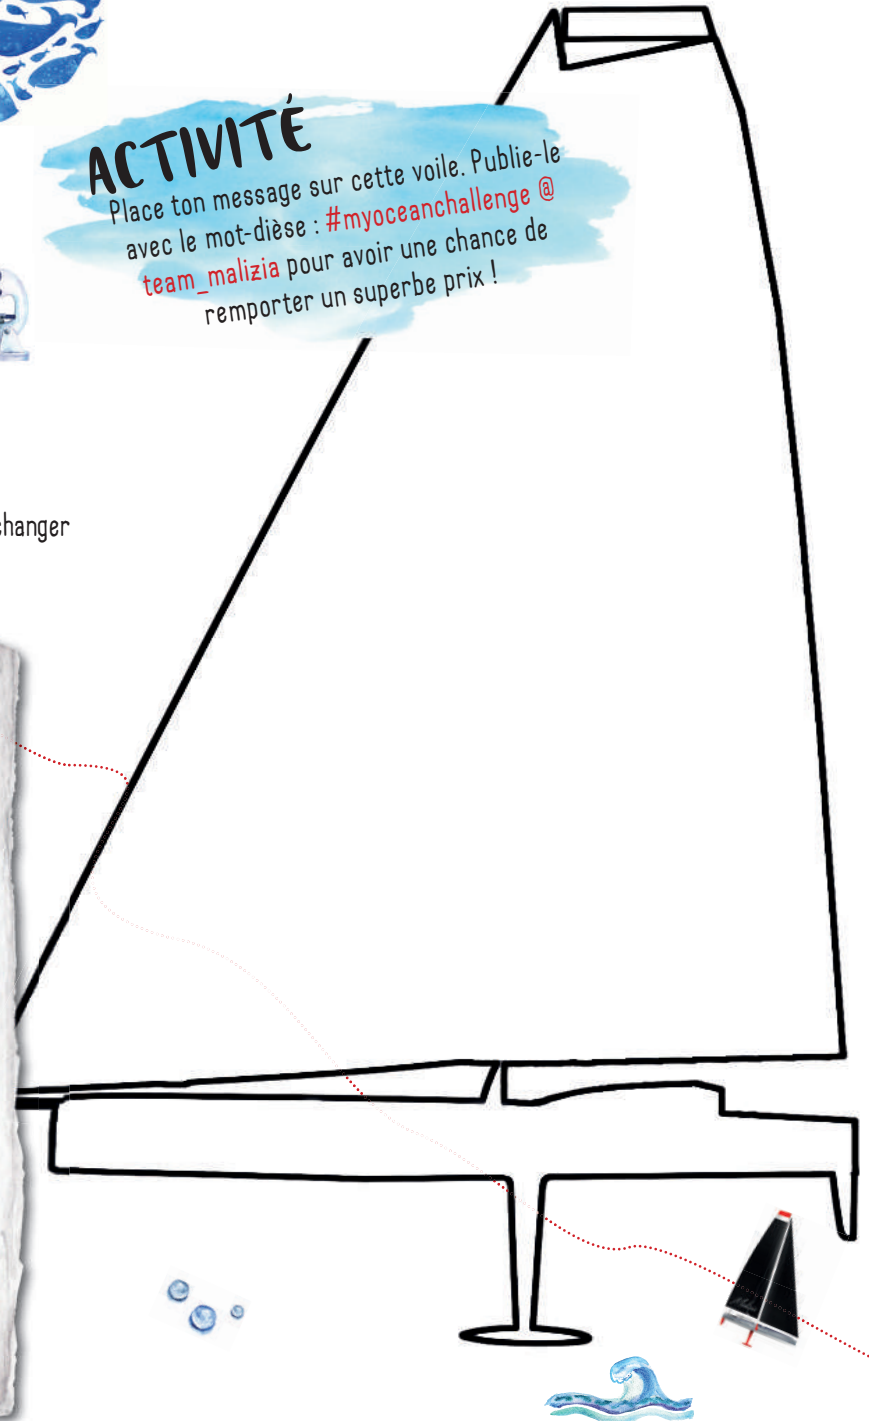 ACTIVITÉ
Place ton message sur cette voile. Publie-le
avec le mot-dièse : #myoceanchallenge @
team_malizia pour avoir une chance de
remporter un superbe prix !
changer